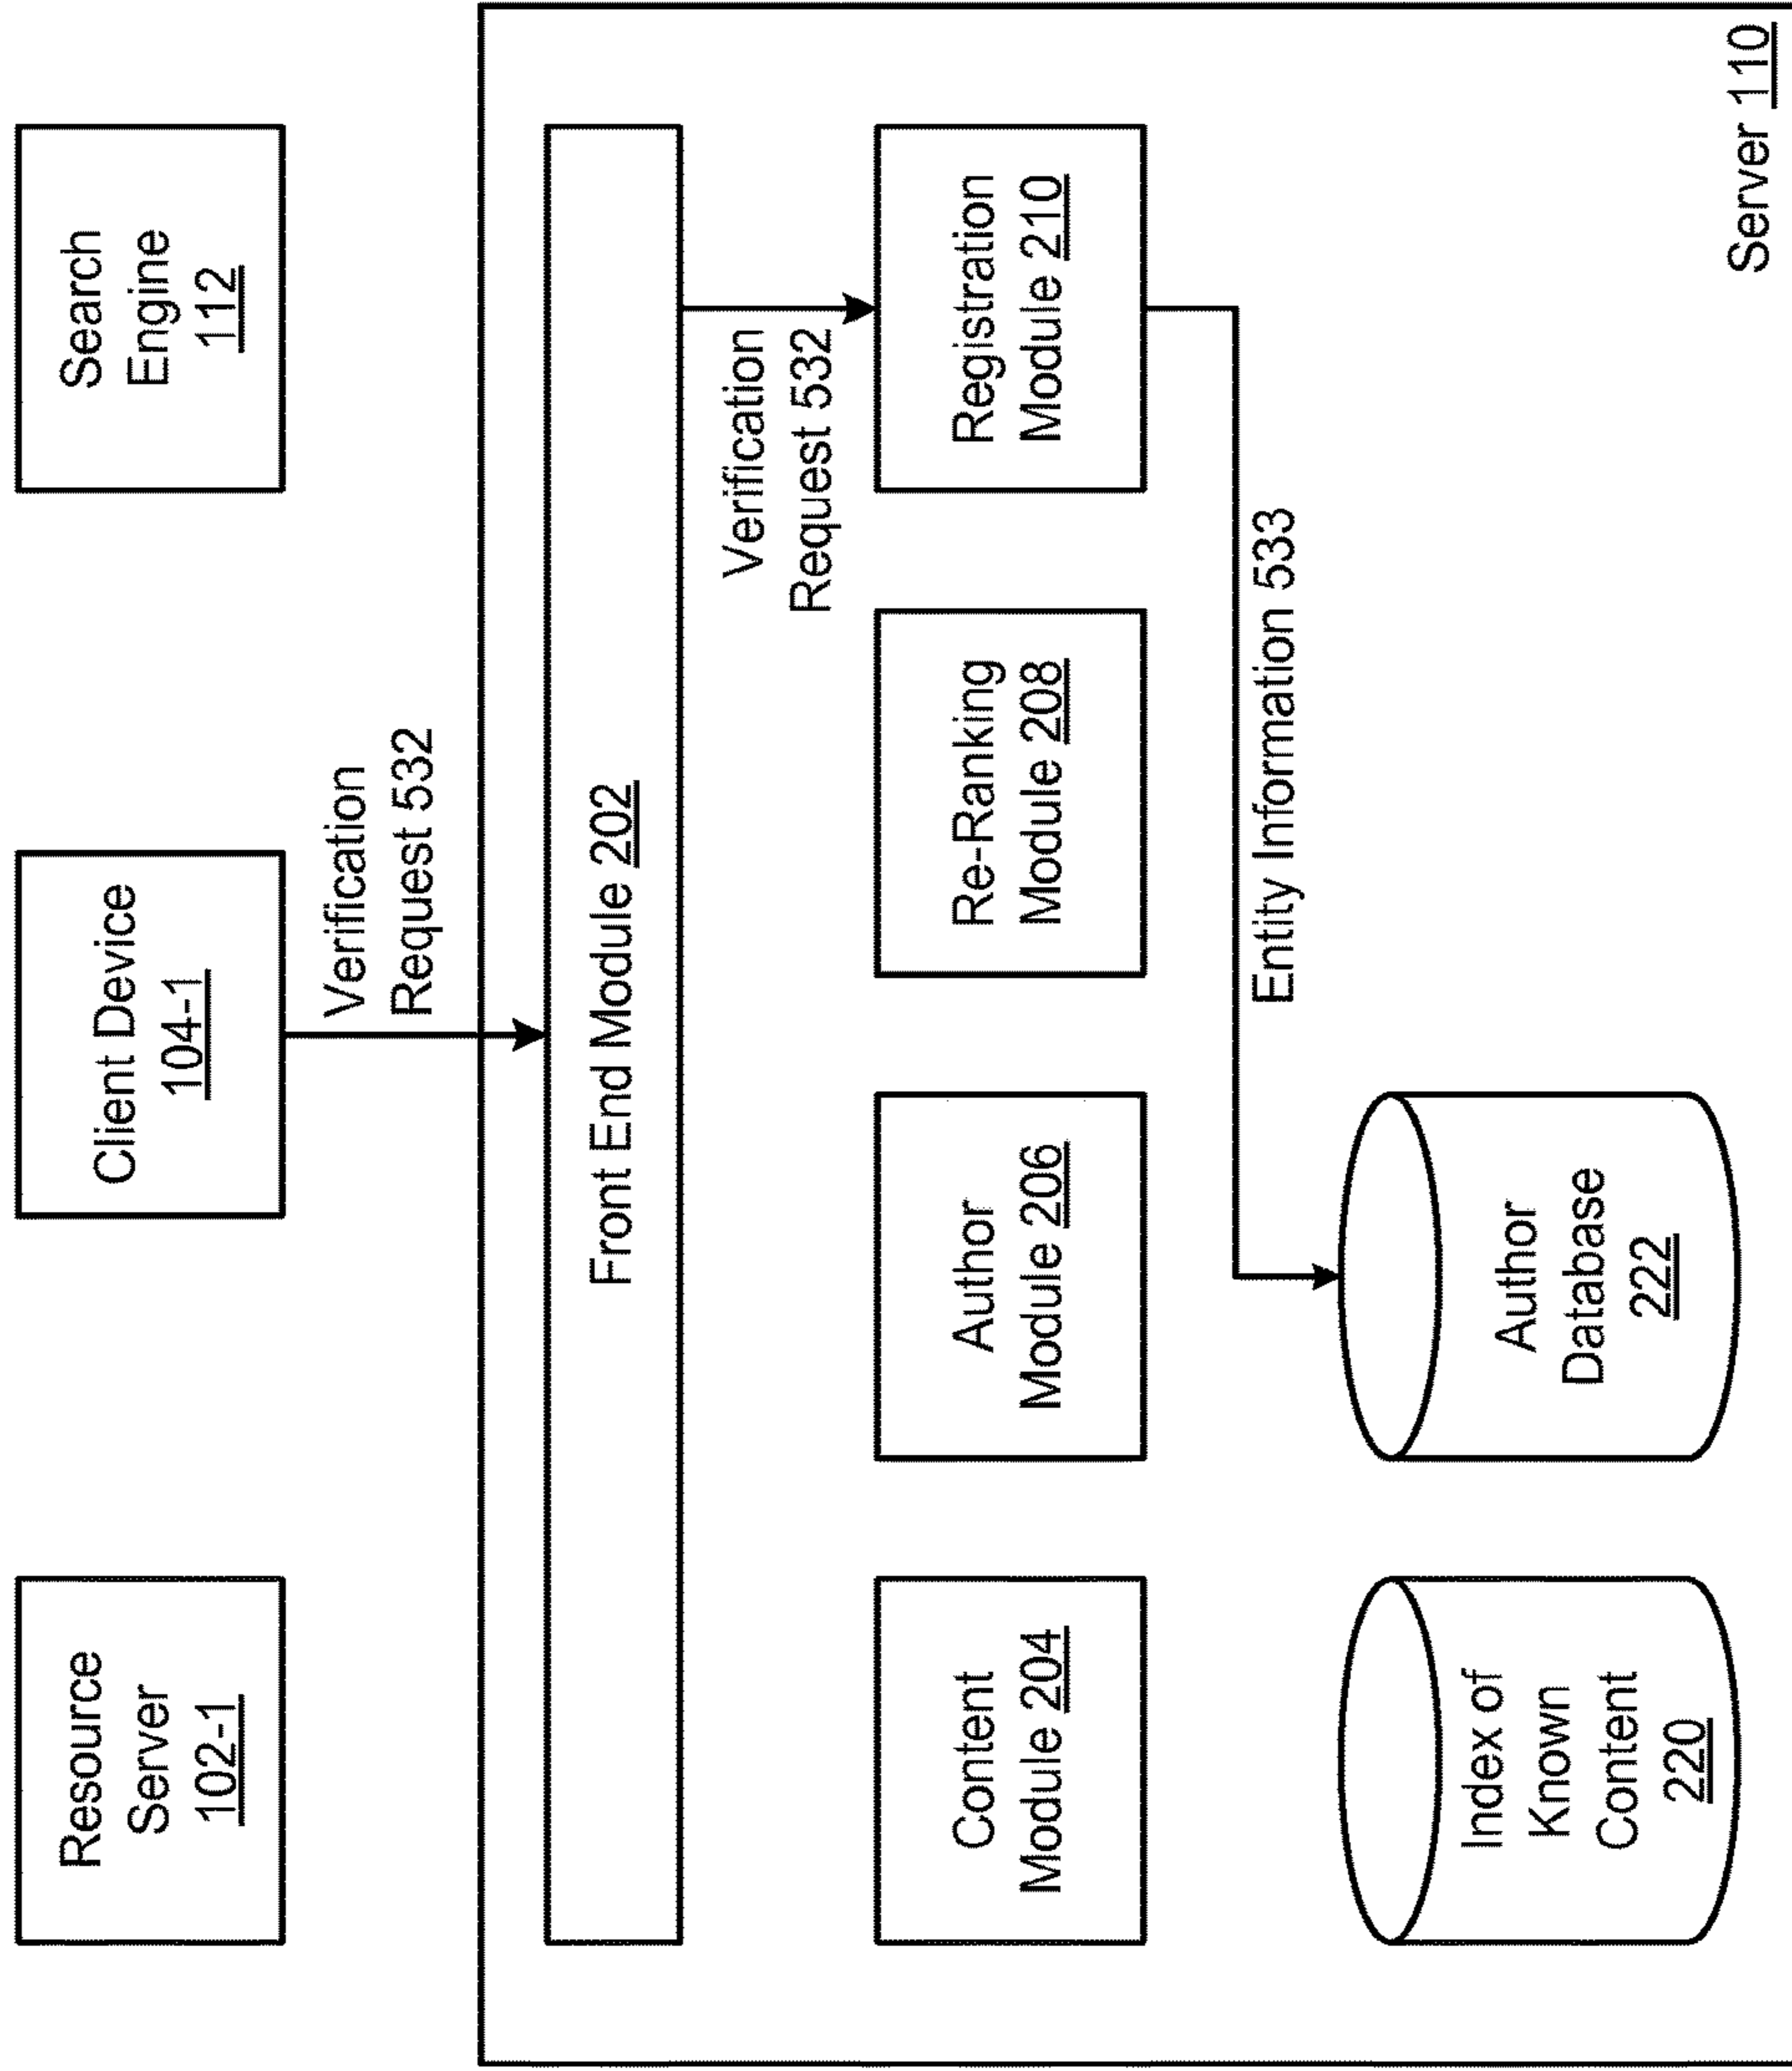 Resource
Server
102-1
Client Device
104-1
Search
Engine
112
Verification
Request 532
Front End Module 202
Verification
Request 532
Content
Module 204
Author
Module 206
Re-Ranking
Module 208
Registration
Module 210
Entity Information 533
Index of
Known
Content
220
Author
Database
222
Server 110